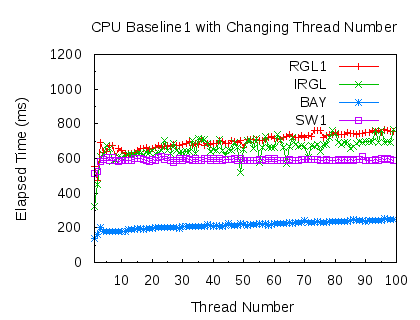 CPU Baseline1 with Changing Thread Number
Elapsed Time (ms)
1200
1000
800
600
400
200
0
RGL1
IRGL
BAY
SW1
10 20 30 40 50 60 70 80 90 100
Thread Number